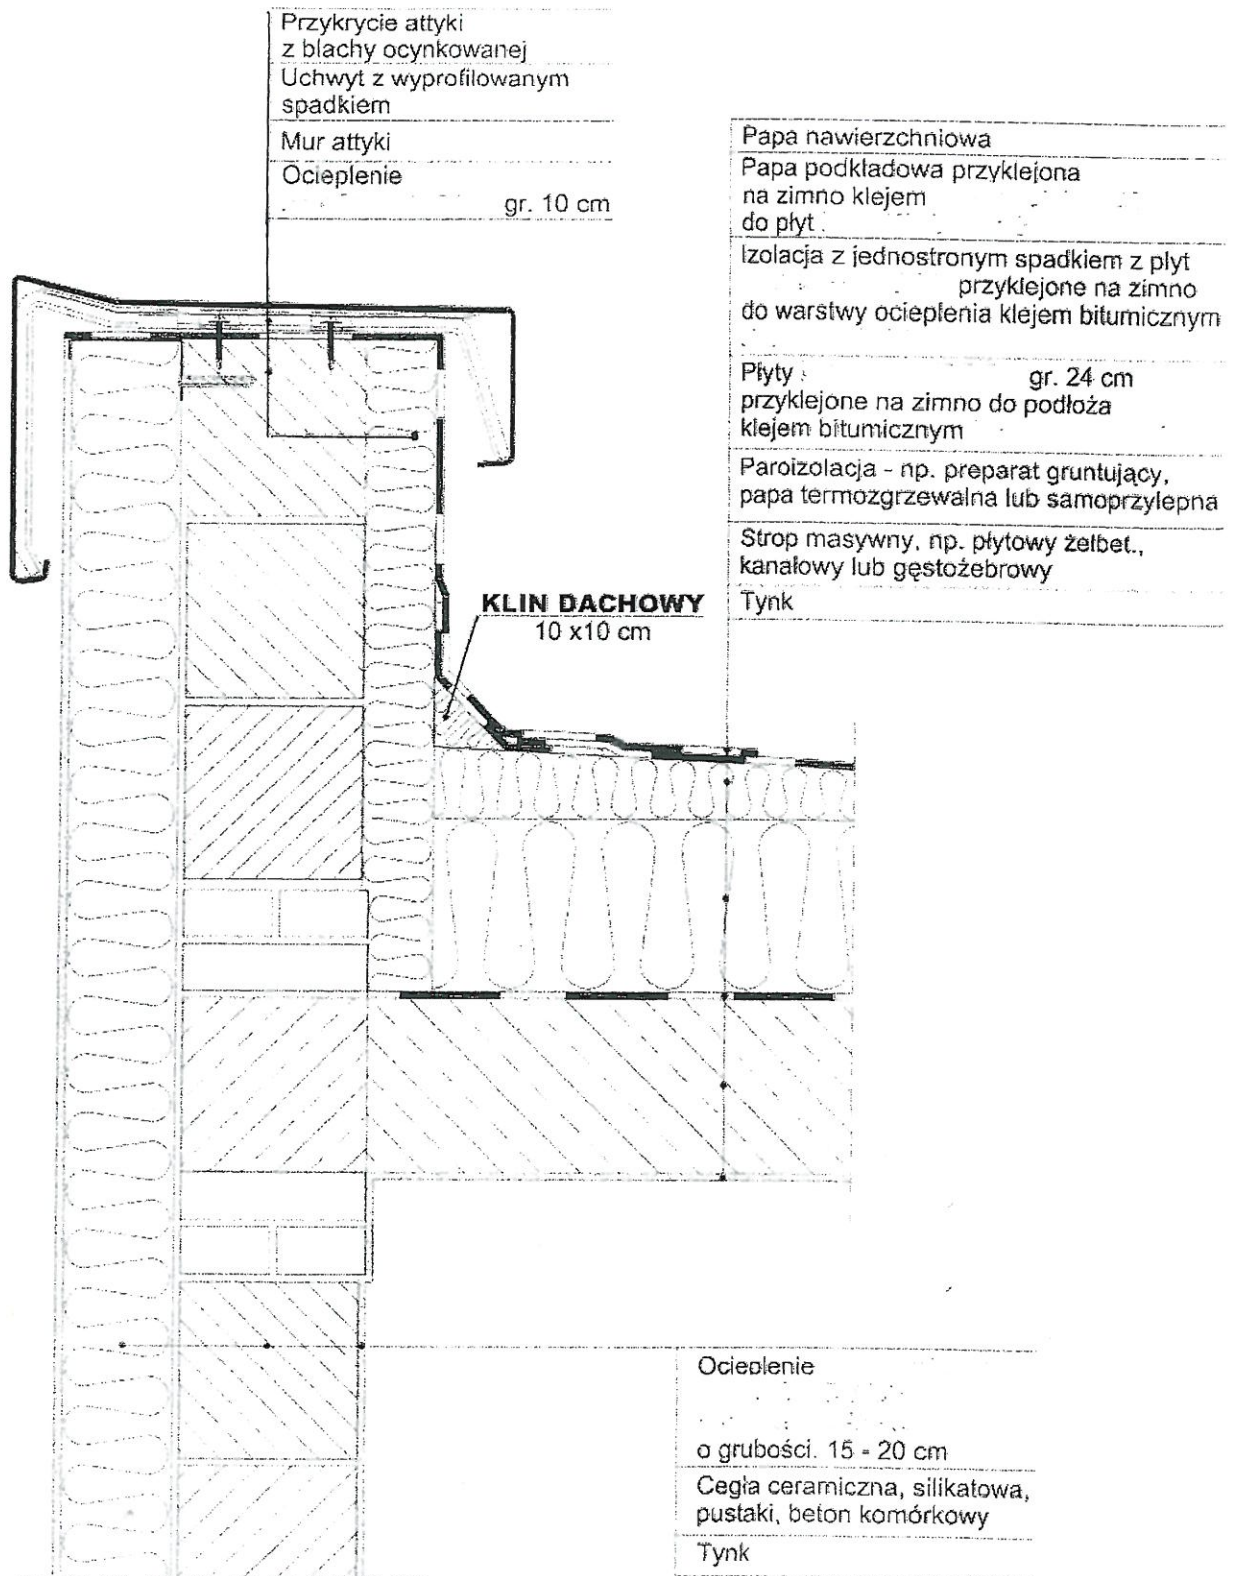 Przykrycie attyki
z blachy ocynkowanej
Uchwyt z wyprofilowanym
spadkiem
Mur attyki
Ocieplenie
gr. 10 cm
Papa nawierzchniowa
Papa podkładowa przyklejona
na zimno klejem
do płyt
Izolacja z jednostronym spadkiem z płyt
przyklejone na zimno
do warstwy ocieplenia klejem bitumicznym
Płyty gr. 24 cm
przyklejone na zimno do podłoża
klejem bitumicznym
Paroizolacja - np. preparat gruntujący,
papa termozgrzewalna lub samoprzylepna
Strop masywny, np. płytowy żelbet.,
kanałowy lub gęstożebrowy
Tynk
KLIN DACHOWY
10 x10 cm
Ocieplenie
o grubości. 15 - 20 cm
Cegła ceramiczna, silikatowa,
pustaki, beton komórkowy
Tynk